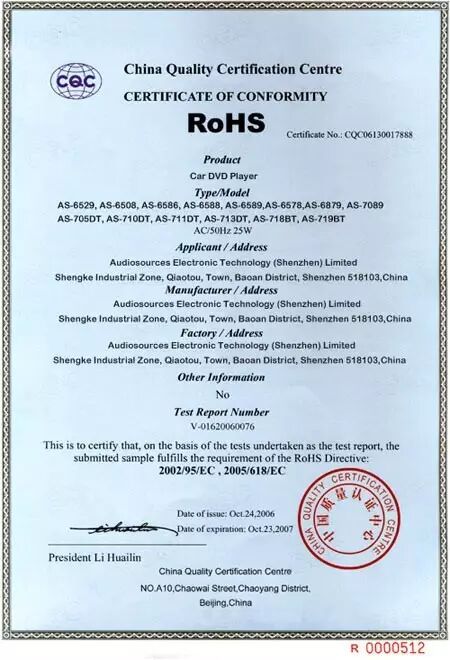 CQC
China Quality Certification Centre
CERTIFICATE OF CONFORMITY
RoHS
Certificate No.: CQC06130017888
Product
Car DVD Player
Type/Model
AS-6529, AS-6508, AS-6586, AS-6588, AS-6589,AS-6578,AS-6879, AS-7089
AS-705DT, AS-710DT, AS-711DT, AS-713DT, AS-718BT, AS-719BT
AC/50Hz 25W
Applicant / Address
Audiosources Electronic Technology (Shenzhen) Limited
Shengke Industrial Zone, Qiaotou, Town, Baoan District, Shenzhen 518103,China
Manufacturer / Address
Audiosources Electronic Technology (Shenzhen) Limited
Shengke Industrial Zone, Qiaotou, Town, Baoan District, Shenzhen 518103,China
Factory / Address
Audiosources Electronic Technology (Shenzhen) Limited
Shengke Industrial Zone, Qiaotou, Town, Baoan District, Shenzhen 518103,China
Other Information
No
Test Report Number
V-01620060076
This is to certify that, on the basis of the tests undertaken as the test report, the
submitted sample fulfills the requirement of the RoHS Directive:
2002/95/EC , 2005/618/EC
Date of issue: Oct.24,2006
Date of expiration: Oct.23,2007
CHINA QUALITY CERTIFICATION CENTRE
中国质量认证中心
President Li Huailin
China Quality Certification Centre
NO.A10,Chaowai Street,Chaoyang District,
Beijing,China
R 0000512